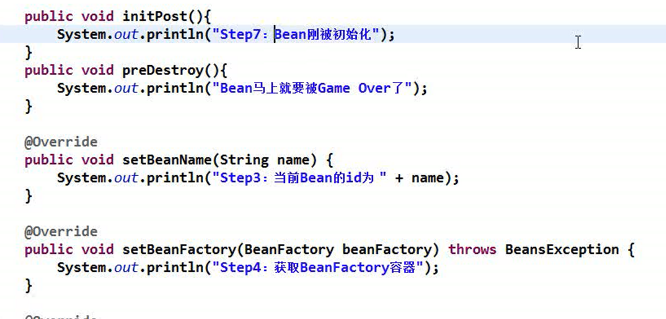 public void initPost(){
System.out.println("Step7：Bean刚被初始化");
}
public void preDestroy(){
System.out.println("Bean马上就要被Game Over了");
}
@Override
public void setBeanName(String name) {
System.out.println("Step3：当前Bean的id为 " + name);
}
@Override
public void setBeanFactory(BeanFactory beanFactory) throws BeansException {
System.out.println("Step4：获取BeanFactory容器");
}